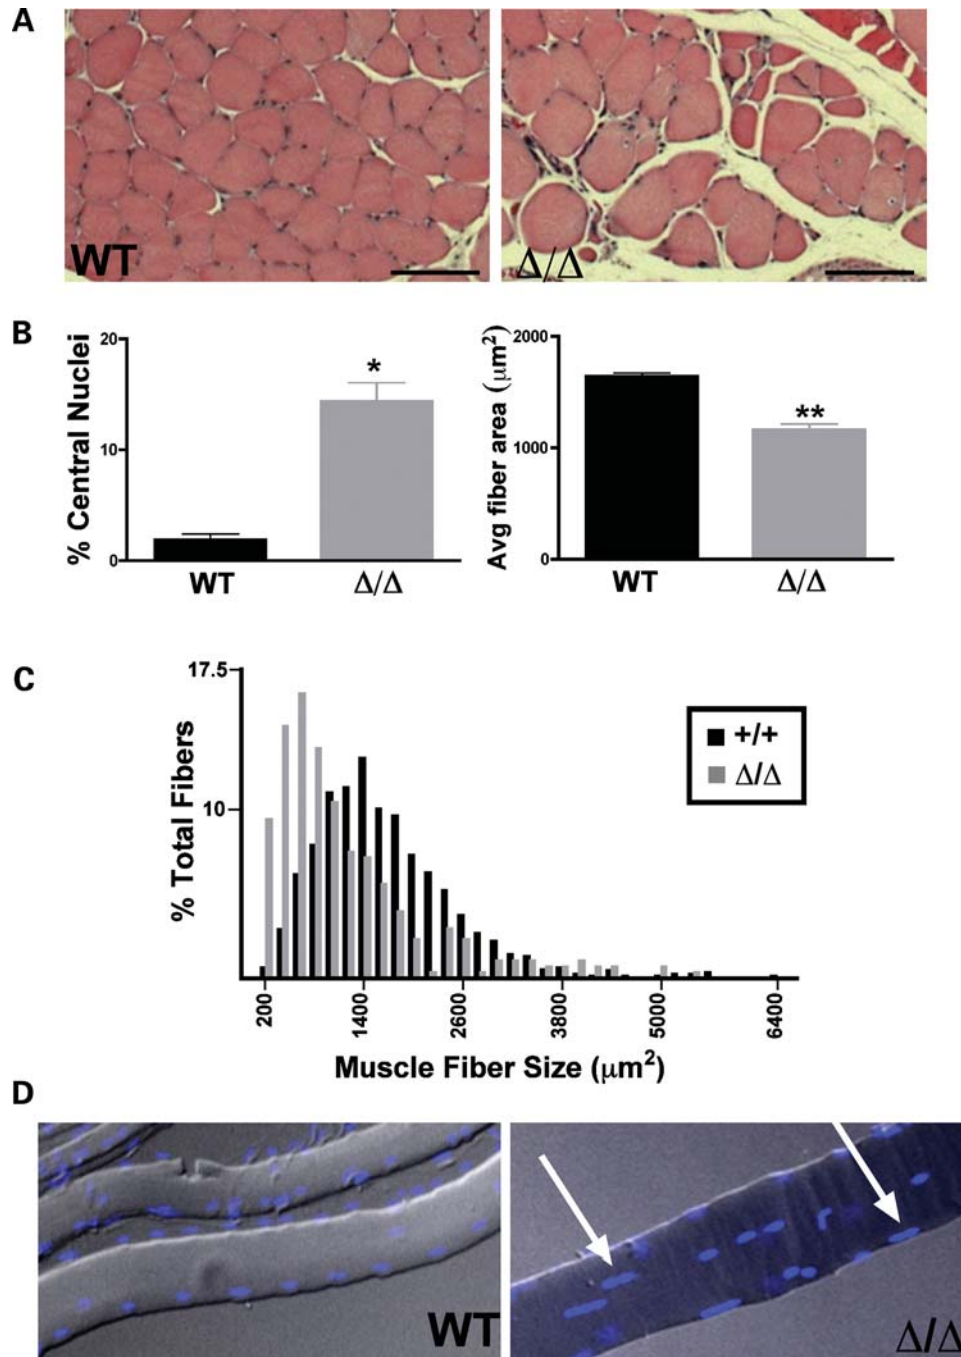 A
WT
Δ/Δ
B
% Central Nuclei
20
10
0
*
WT
Δ/Δ
Avg fiber area (μm²)
2000
1000
0
**
WT
Δ/Δ
C
% Total Fibers
17.5
10
+/+
Δ/Δ
200
1400
2600
3800
5000
6400
Muscle Fiber Size (μm²)
D
WT
Δ/Δ